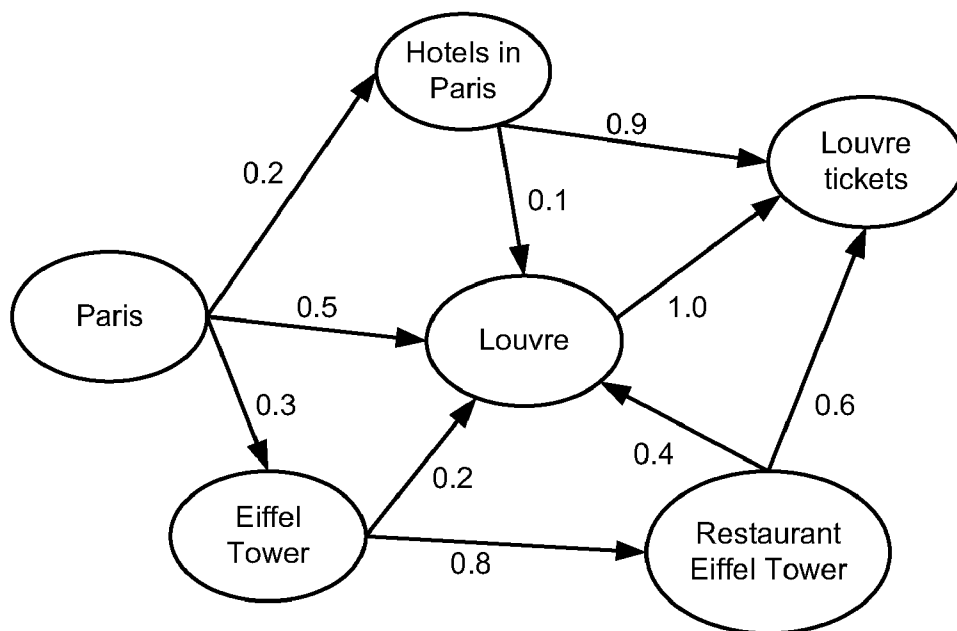 Hotels in
Paris
0.9
Louvre
tickets
0.2
0.1
Paris
0.5
Louvre
1.0
0.3
0.6
0.4
0.2
Eiffel
Tower
0.8
Restaurant
Eiffel Tower